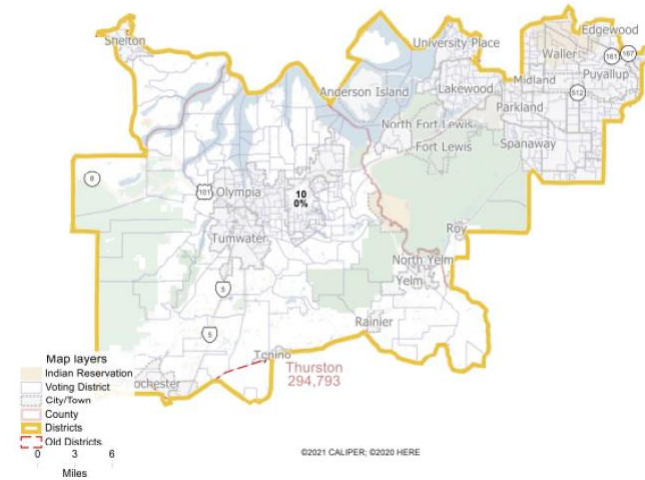 Edgewood
Shelton
University Place
Waller
161
167
Puyallup
Midland
Anderson Island
Lakewood
512
Parkland
North Fort Lewis
Fort Lewis
Spanaway
8
101
Olympia
10
0%
Tumwater
Roy
North Yelm
Yelm
5
5
Rainier
Tenino
Thurston
294,793
ochester
Map layers
Indian Reservation
Voting District
City/Town
County
Districts
Old Districts
0 3 6
Miles
©2021 CALIPER; ©2020 HERE